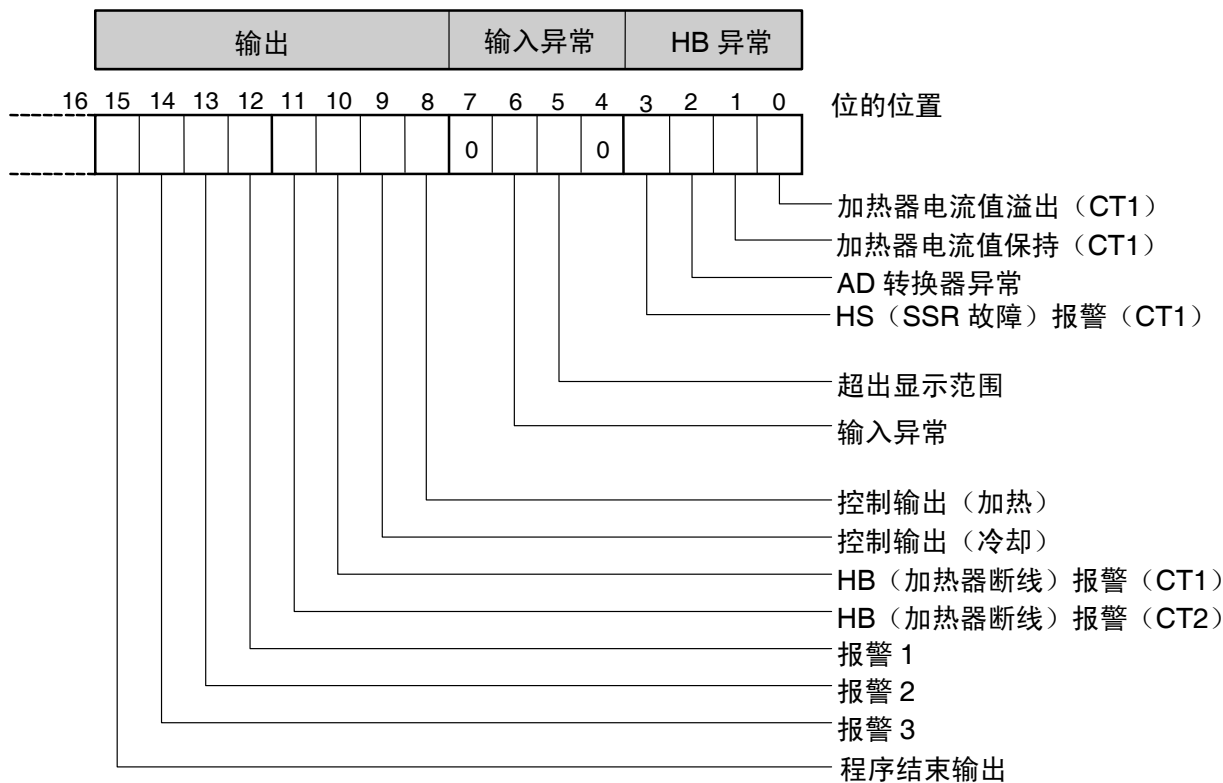 输出 输入异常 HB 异常
16 15 14 13 12 11 10 9 8 7 6 5 4 3 2 1 0 位的位置
0 0
加热器电流值溢出（CT1）
加热器电流值保持（CT1）
AD 转换器异常
HS（SSR 故障）报警（CT1）
超出显示范围
输入异常
控制输出（加热）
控制输出（冷却）
HB（加热器断线）报警（CT1）
HB（加热器断线）报警（CT2）
报警 1
报警 2
报警 3
程序结束输出